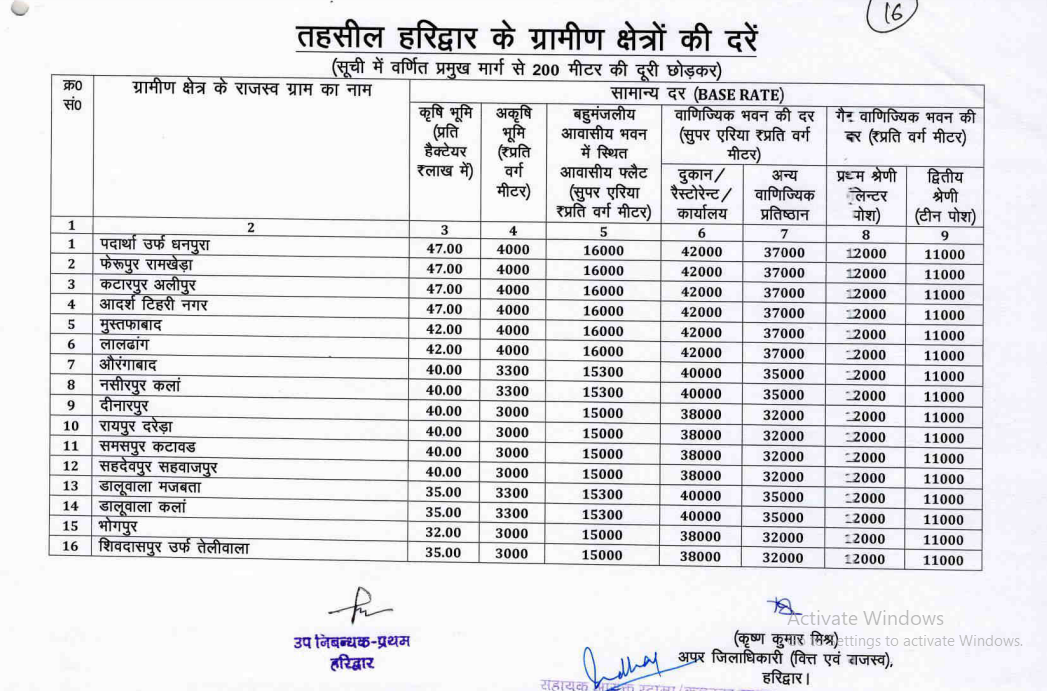 16
तहसील हरिद्वार के ग्रामीण क्षेत्रों की दरें
(सूची में वर्णित प्रमुख मार्ग से 200 मीटर की दूरी छोड़कर)
क्र0 सं0 ग्रामीण क्षेत्र के राजस्व ग्राम का नाम सामान्य दर (BASE RATE)
कृषि भूमि (प्रति हैक्टेयर ₹लाख में) अकृषि भूमि (₹प्रति वर्ग मीटर) बहुमंजलीय आवासीय भवन में स्थित आवासीय फ्लैट (सुपर एरिया ₹प्रति वर्ग मीटर) वाणिज्यिक भवन की दर (सुपर एरिया ₹प्रति वर्ग मीटर) गैर वाणिज्यिक भवन की दर (₹प्रति वर्ग मीटर)
दुकान/ रैस्टोरेन्ट/ कार्यालय अन्य वाणिज्यिक प्रतिष्ठान प्रथम श्रेणी (लिन्टर पोश) द्वितीय श्रेणी (टीन पोश)
1 2 3 4 5 6 7 8 9
1 पदार्था उर्फ धनपुरा 47.00 4000 16000 42000 37000 12000 11000
2 फेरूपुर रामखेड़ा 47.00 4000 16000 42000 37000 12000 11000
3 कटारपुर अलीपुर 47.00 4000 16000 42000 37000 12000 11000
4 आदर्श टिहरी नगर 47.00 4000 16000 42000 37000 12000 11000
5 मुस्तफाबाद 42.00 4000 16000 42000 37000 12000 11000
6 लालढांग 42.00 4000 16000 42000 37000 12000 11000
7 औरंगाबाद 40.00 3300 15300 40000 35000 12000 11000
8 नसीरपुर कलां 40.00 3300 15300 40000 35000 12000 11000
9 दीनारपुर 40.00 3000 15000 38000 32000 12000 11000
10 रायपुर दरेड़ा 40.00 3000 15000 38000 32000 12000 11000
11 समसपुर कटावड 40.00 3000 15000 38000 32000 12000 11000
12 सहदेवपुर सहवाजपुर 40.00 3000 15000 38000 32000 12000 11000
13 डालूवाला मजबता 35.00 3300 15300 40000 35000 12000 11000
14 डालूवाला कलां 35.00 3300 15300 40000 35000 12000 11000
15 भोगपुर 32.00 3000 15000 38000 32000 12000 11000
16 शिवदासपुर उर्फ तेलीवाला 35.00 3000 15000 38000 32000 12000 11000
उप निबन्धक-प्रथम
हरिद्वार
Activate Windows
(कृष्ण कुमार मिश्र)
settings to activate Windows.
अपर जिलाधिकारी (वित्त एवं राजस्व),
हरिद्वार।
सहायक